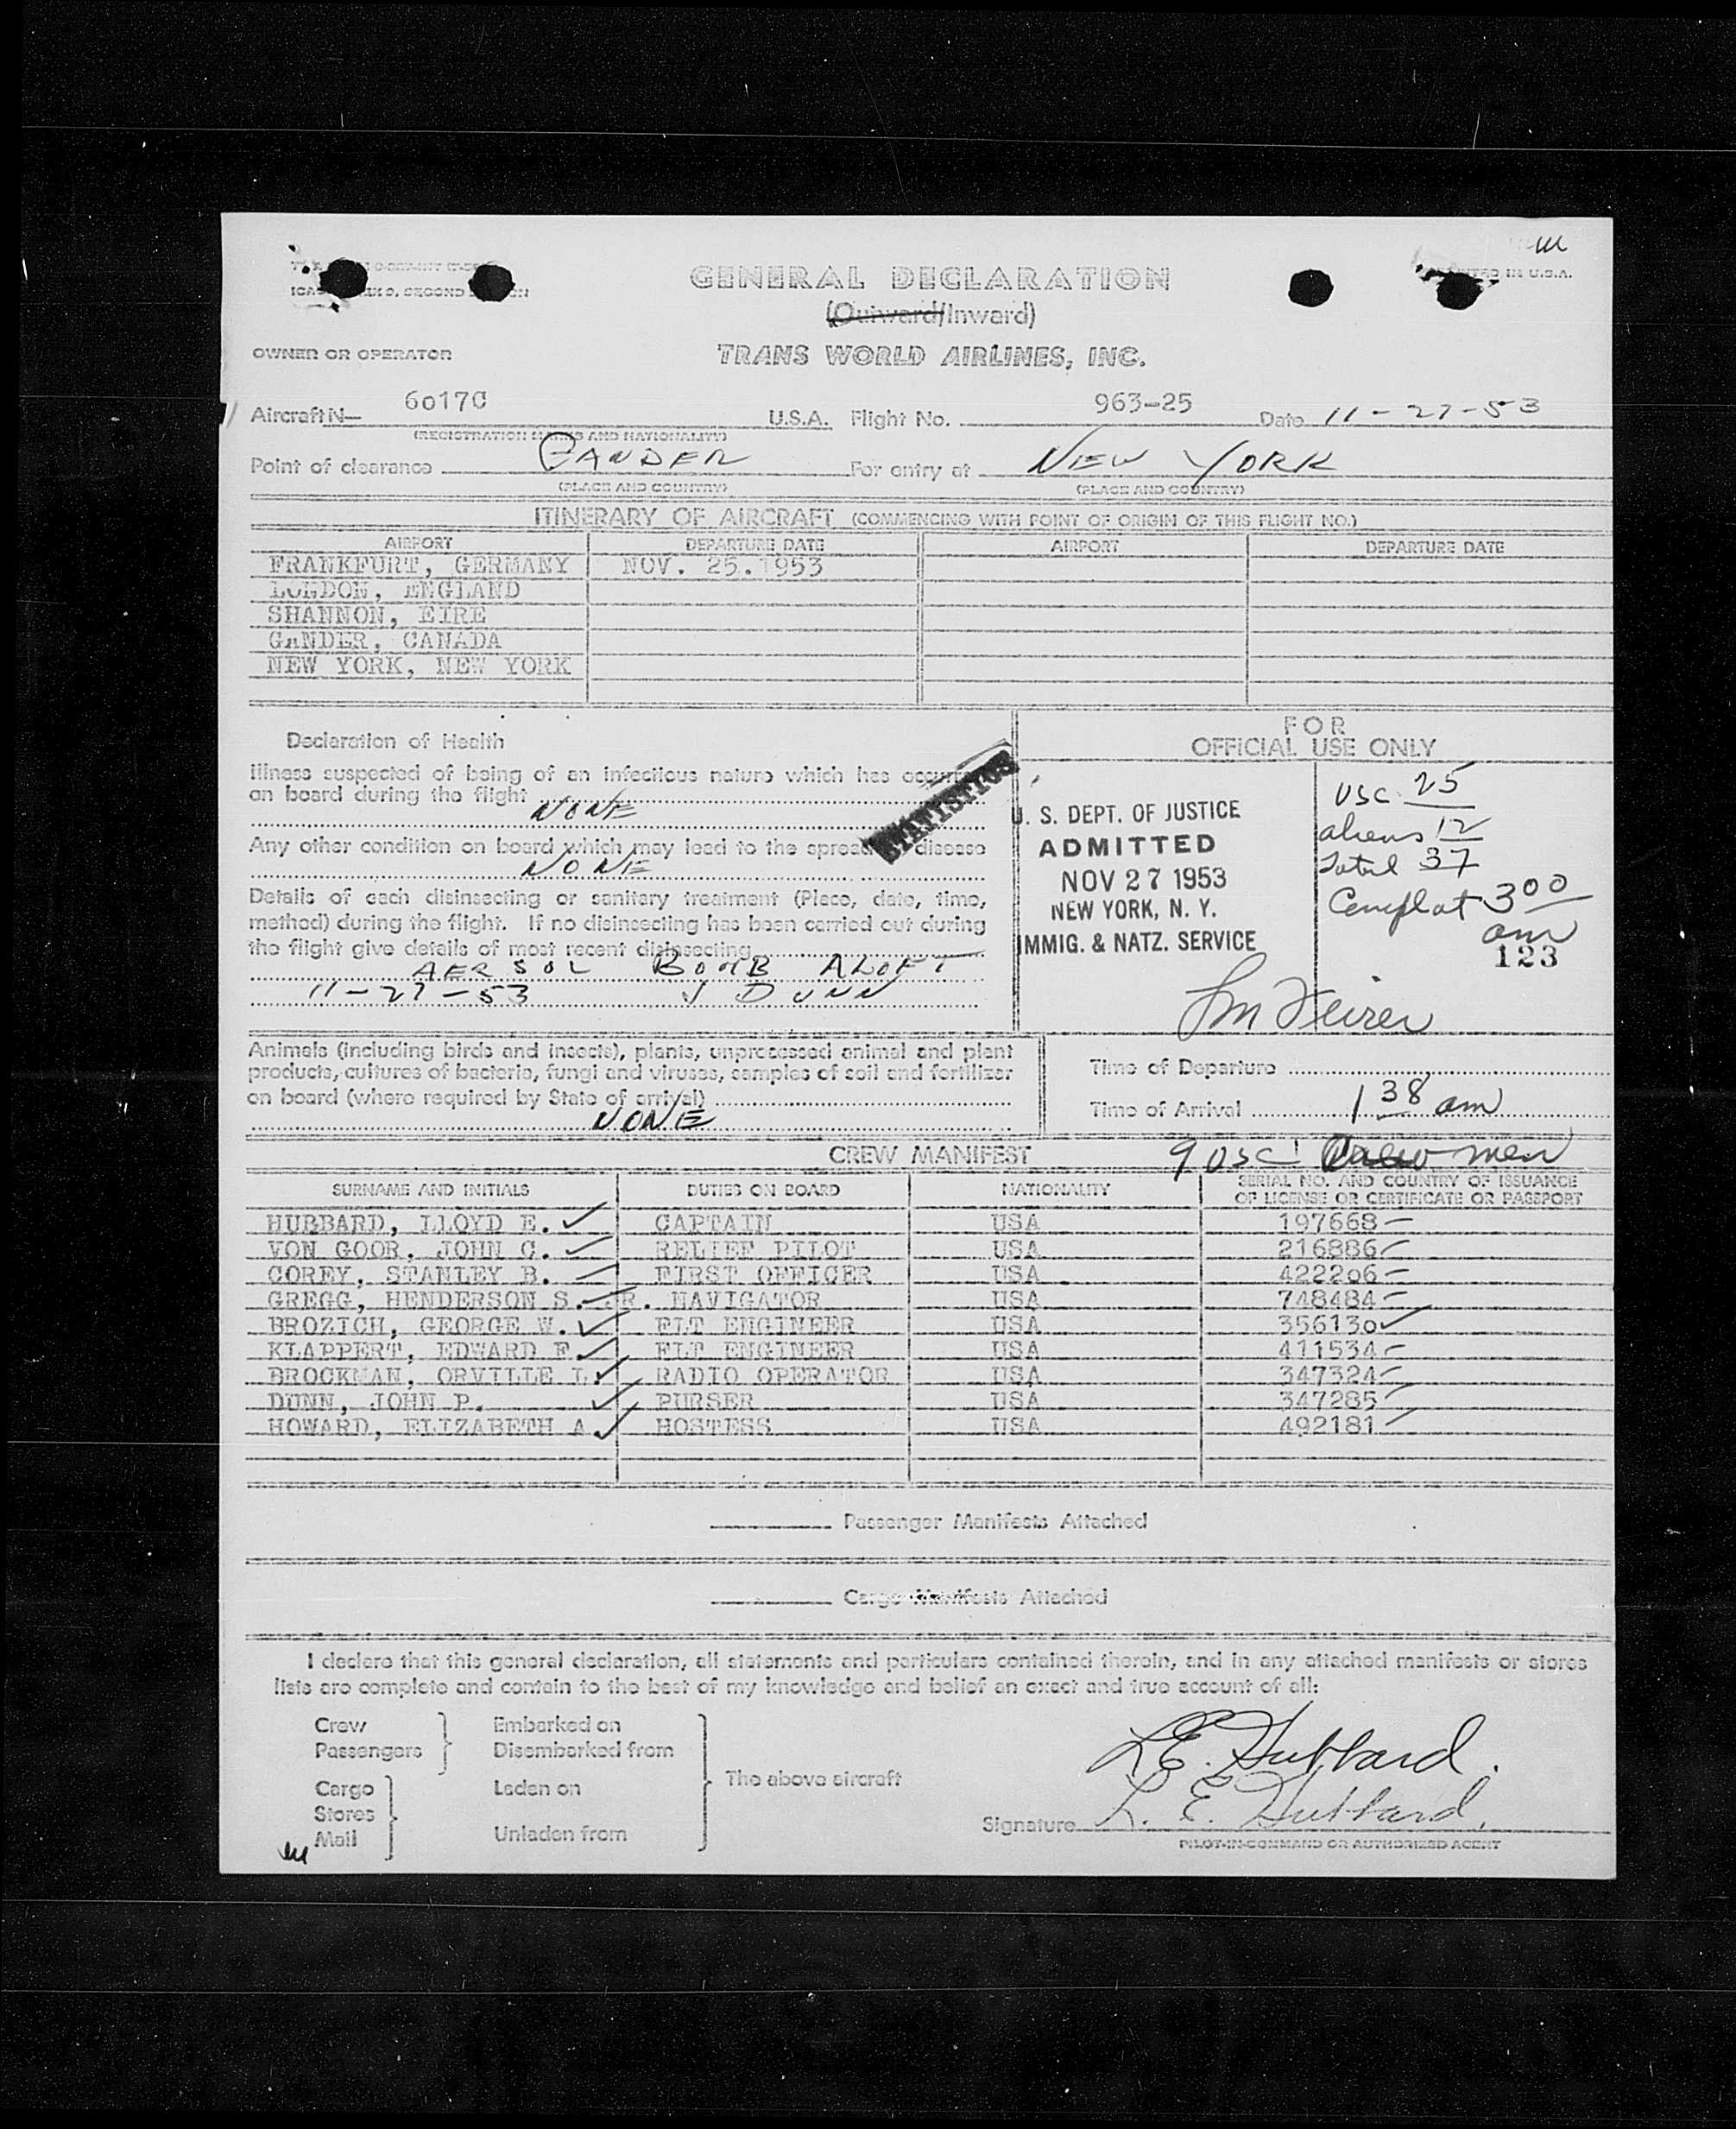 GENERAL DECLARATION
(Outward/Inward)
PRINTED IN U.S.A.
OWNER OR OPERATOR
TRANS WORLD AIRLINES, INC.
Aircraft N— 6017C U.S.A. Flight No. 963-25 Date 11-27-53
(REGISTRATION MARKS AND NATIONALITY)
Point of clearance GANDER For entry at NEW YORK
(PLACE AND COUNTRY) (PLACE AND COUNTRY)
ITINERARY OF AIRCRAFT (COMMENCING WITH POINT OF ORIGIN OF THIS FLIGHT NO.)
AIRPORT DEPARTURE DATE AIRPORT DEPARTURE DATE
FRANKFURT, GERMANY NOV. 25.1953
LONDON, ENGLAND
SHANNON, EIRE
GANDER, CANADA
NEW YORK, NEW YORK
Declaration of Health
Illness suspected of being of an infectious nature which has occurred
on board during the flight
NONE
Any other condition on board which may lead to the spread disease
NONE
STATISTICS
Details of each disinsecting or sanitary treatment (Place, date, time,
method) during the flight. If no disinsecting has been carried out during
the flight give details of most recent disinsecting
AERSOL BOMB ALOFT
11-27-53 J DUNN
FOR
OFFICIAL USE ONLY
U. S. DEPT. OF JUSTICE
ADMITTED
NOV 27 1953
NEW YORK, N. Y.
IMMIG. & NATZ. SERVICE
USC 25
aliens 12
Total 37
Compl at 3 00
am
123
Animals (including birds and insects), plants, unprocessed animal and plant
products, cultures of bacteria, fungi and viruses, samples of soil and fertilizer
on board (where required by State of arrival)
NONE
Time of Departure
Time of Arrival 1 38 am
CREW MANIFEST 9 USC men
SURNAME AND INITIALS DUTIES ON BOARD NATIONALITY SERIAL NO. AND COUNTRY OF ISSUANCE
OF LICENSE OR CERTIFICATE OR PASSPORT
HUBBARD, LLOYD E. CAPTAIN USA 197668
VON GOOR, JOHN C. RELIEF PILOT USA 216886
COREY, STANLEY B. FIRST OFFICER USA 422206
GREGG, HENDERSON S. JR. NAVIGATOR USA 748484
BROZICH, GEORGE W. FLT ENGINEER USA 356130
KLAPPERT, EDWARD F. FLT ENGINEER USA 411534
BROCKMAN, ORVILLE L. RADIO OPERATOR USA 347324
DUNN, JOHN P. PURSER USA 347285
HOWARD, ELIZABETH A. HOSTESS USA 492181
Passenger Manifests Attached
Cargo Manifests Attached
I declare that this general declaration, all statements and particulars contained therein, and in any attached manifests or stores
lists are complete and contain to the best of my knowledge and belief an exact and true account of all:
Crew
Passengers
Embarked on
Disembarked from
Cargo
Stores
Mail
Laden on
Unladen from
The above aircraft
L E. Hubbard.
Signature L. E. Hubbard.
PILOT-IN-COMMAND OR AUTHORIZED AGENT